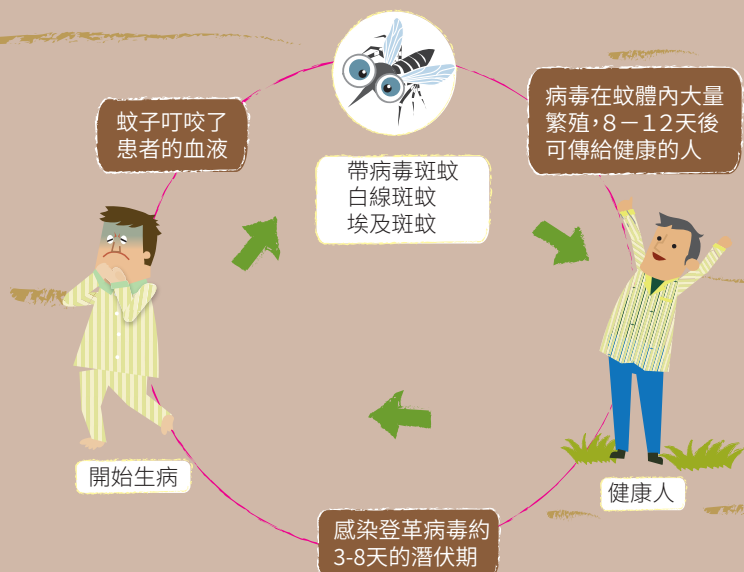 蚊子叮咬了
患者的血液
帶病毒斑蚊
白線斑蚊
埃及斑蚊
病毒在蚊體內大量
繁殖，8－12天後
可傳給健康的人
健康人
感染登革病毒約
3-8天的潛伏期
開始生病